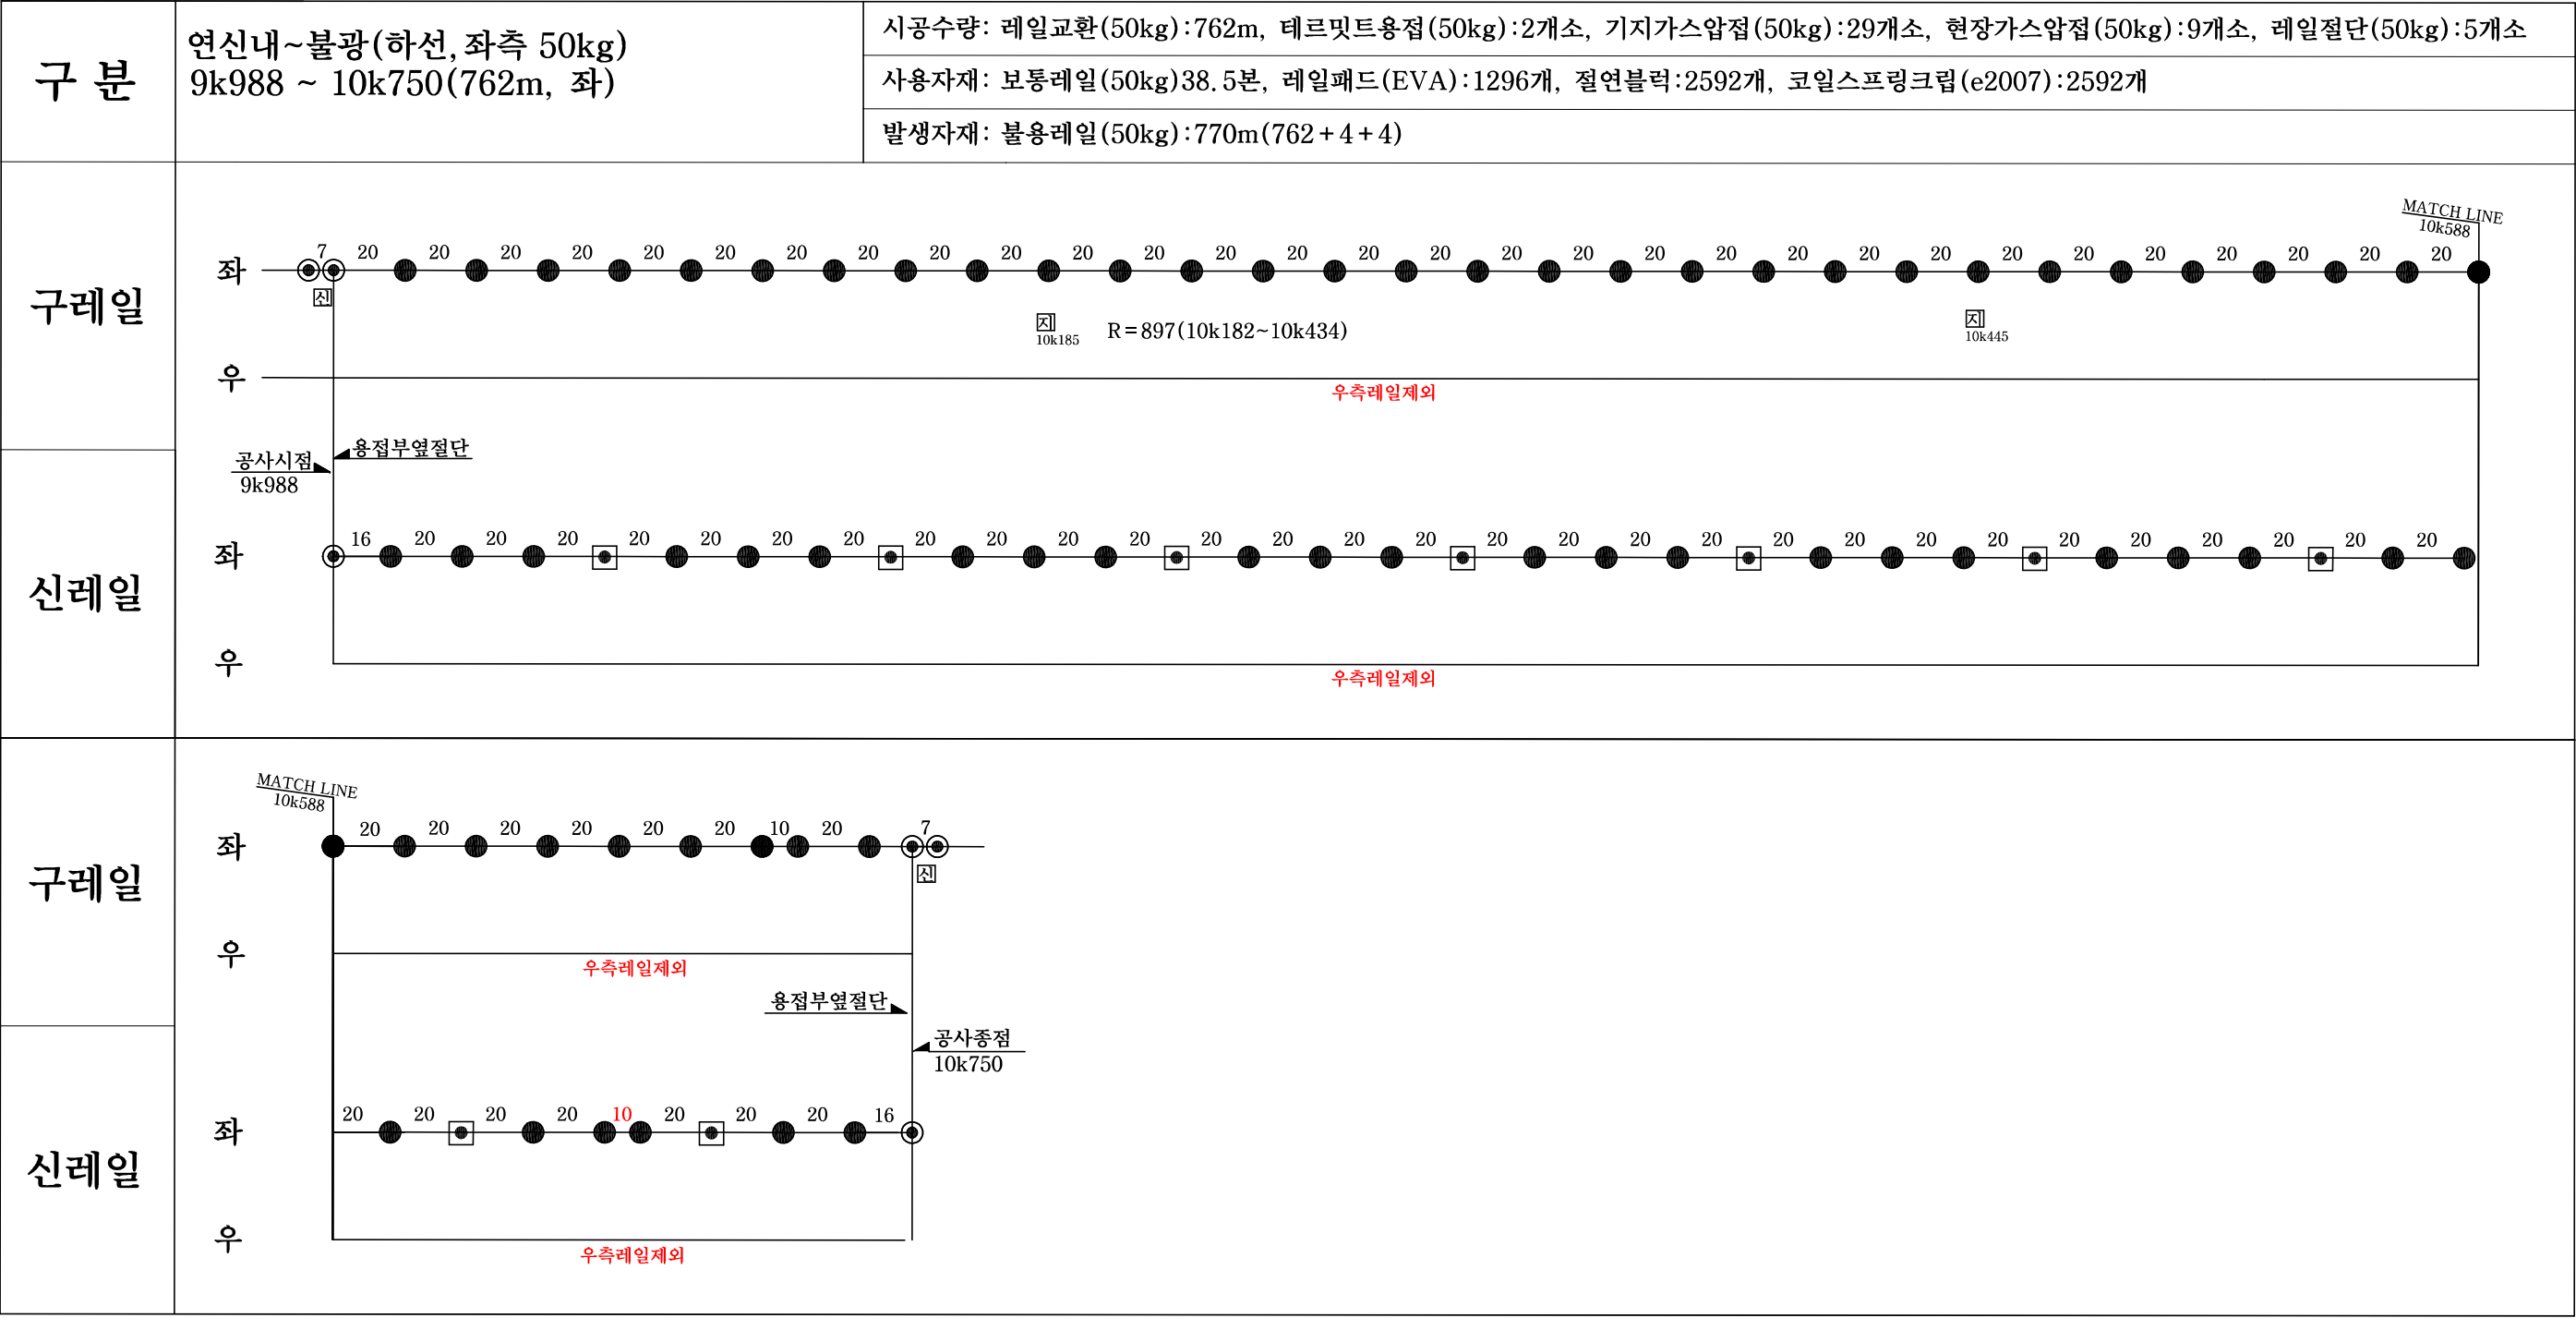 구 분
연신내~불광(하선,좌측 50kg)
9k988 ~ 10k750(762m, 좌)
시공수량: 레일교환(50kg):762m, 테르밋트용접(50kg):2개소, 기지가스압접(50kg):29개소, 현장가스압접(50kg):9개소, 레일절단(50kg):5개소
사용자재: 보통레일(50kg)38.5본, 레일패드(EVA):1296개, 절연블럭:2592개, 코일스프링크립(e2007):2592개
발생자재: 불용레일(50kg):770m(762+4+4)
구레일
MATCH LINE
10k588
7 20 20 20 20 20 20 20 20 20 20 20 20 20 20 20 20 20 20 20 20 20 20 20 20 20 20 20 20 20 20
좌
신
지
10k185
R=897(10k182~10k434)
지
10k445
우
우측레일제외
용접부옆절단
공사시점
9k988
신레일
16 20 20 20 20 20 20 20 20 20 20 20 20 20 20 20 20 20 20 20 20 20 20 20 20 20 20 20 20 20
좌
우
우측레일제외
구레일
MATCH LINE
10k588
20 20 20 20 20 20 10 20 7
좌
신
우
우측레일제외
용접부옆절단
공사종점
10k750
신레일
20 20 20 20 10 20 20 20 16
좌
우
우측레일제외